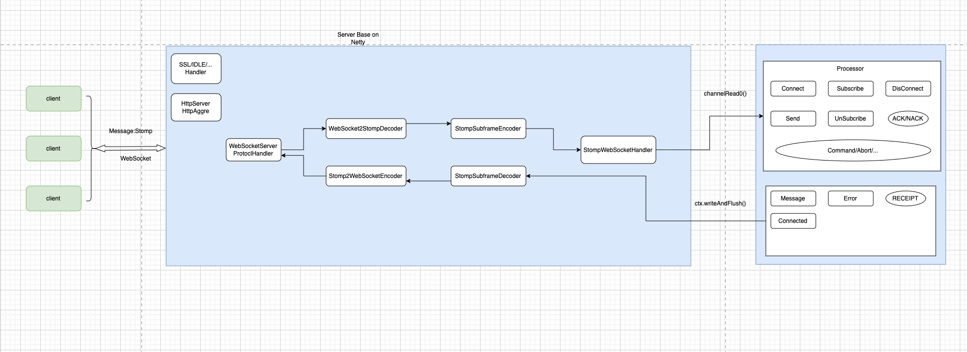 Server Base on
Netty
SSL/IDLE/...
Handler
HttpServer
HttpAggre
client
client
client
Message:Stomp
WebSocket
WebSocketServer
ProtoclHandler
WebSocket2StompDecoder
StompSubframeEncoder
StompWebSocketHandler
Stomp2WebSocketEncoder
StompSubframeDecoder
channelRead0()
ctx.writeAndFlush()
Processor
Connect
Subscribe
DisConnect
Send
UnSubcribe
ACK/NACK
Command/Abort/...
Message
Error
RECEIPT
Connected